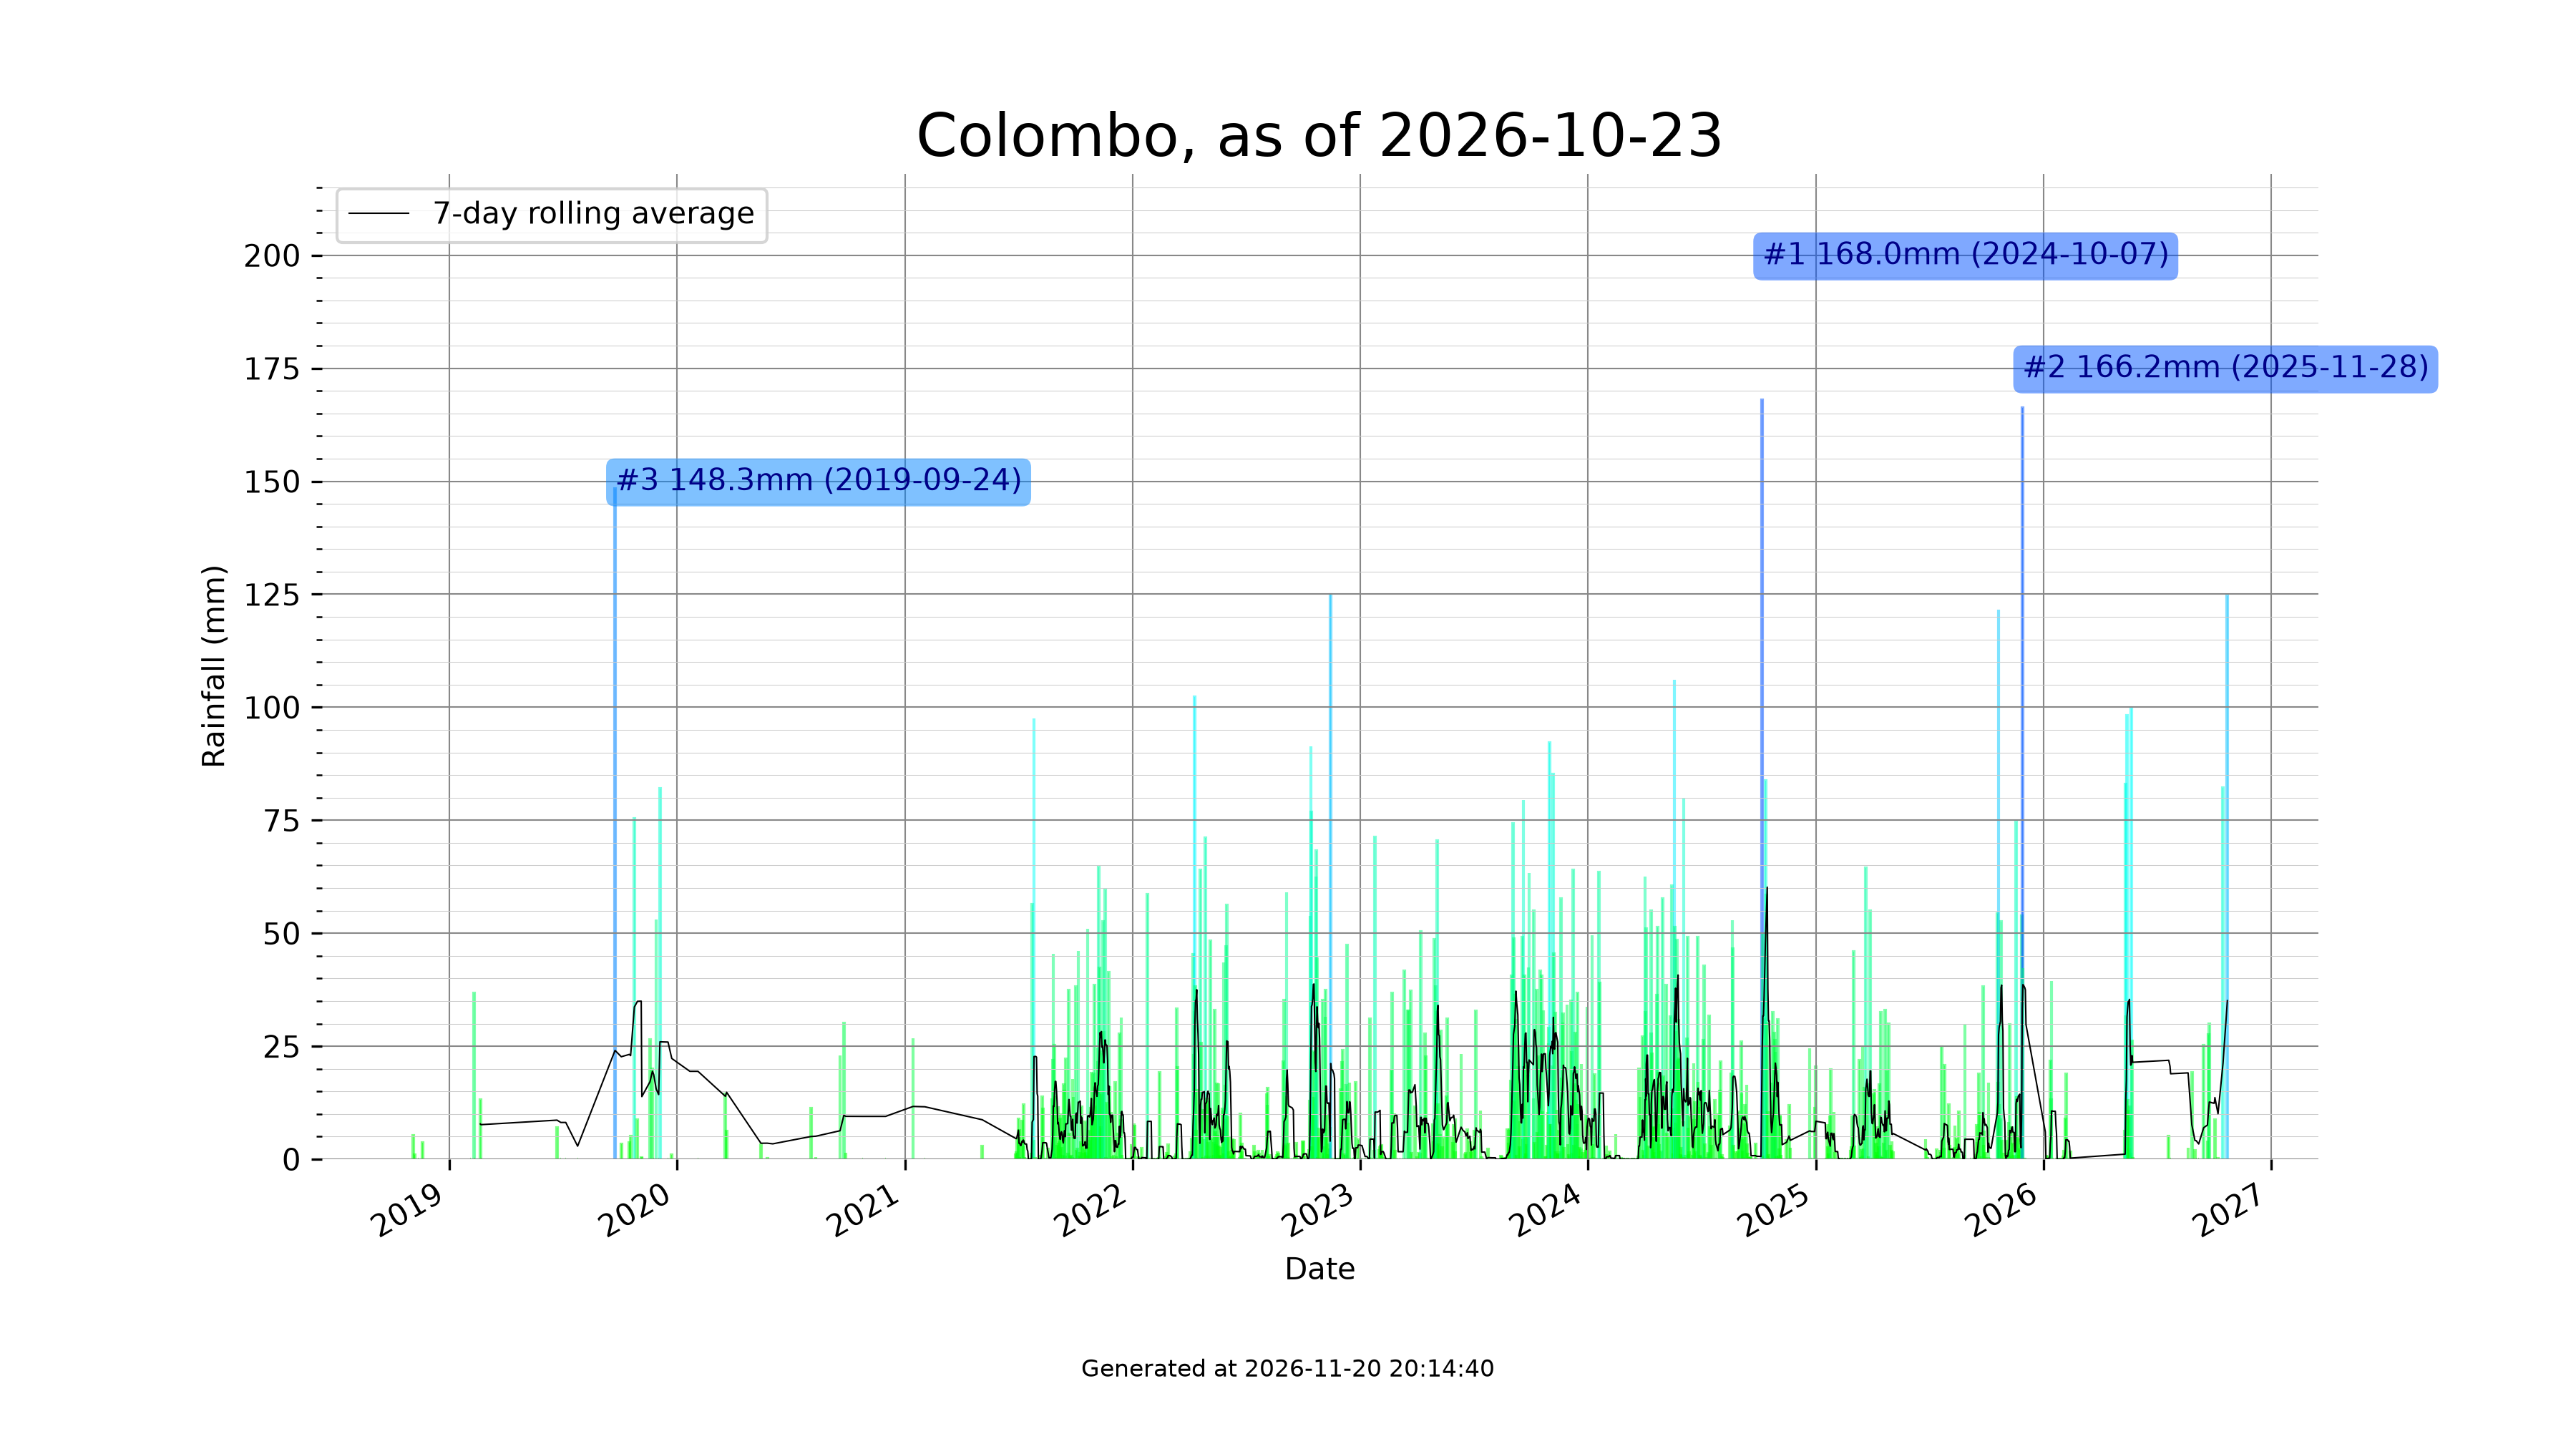 Colombo, as of 2026-10-23
7-day rolling average
#1 168.0mm (2024-10-07)
#2 166.2mm (2025-11-28)
#3 148.3mm (2019-09-24)
Rainfall (mm)
200
175
150
125
100
75
50
25
0
2019
2020
2021
2022
2023
2024
2025
2026
2027
Date
Generated at 2026-11-20 20:14:40